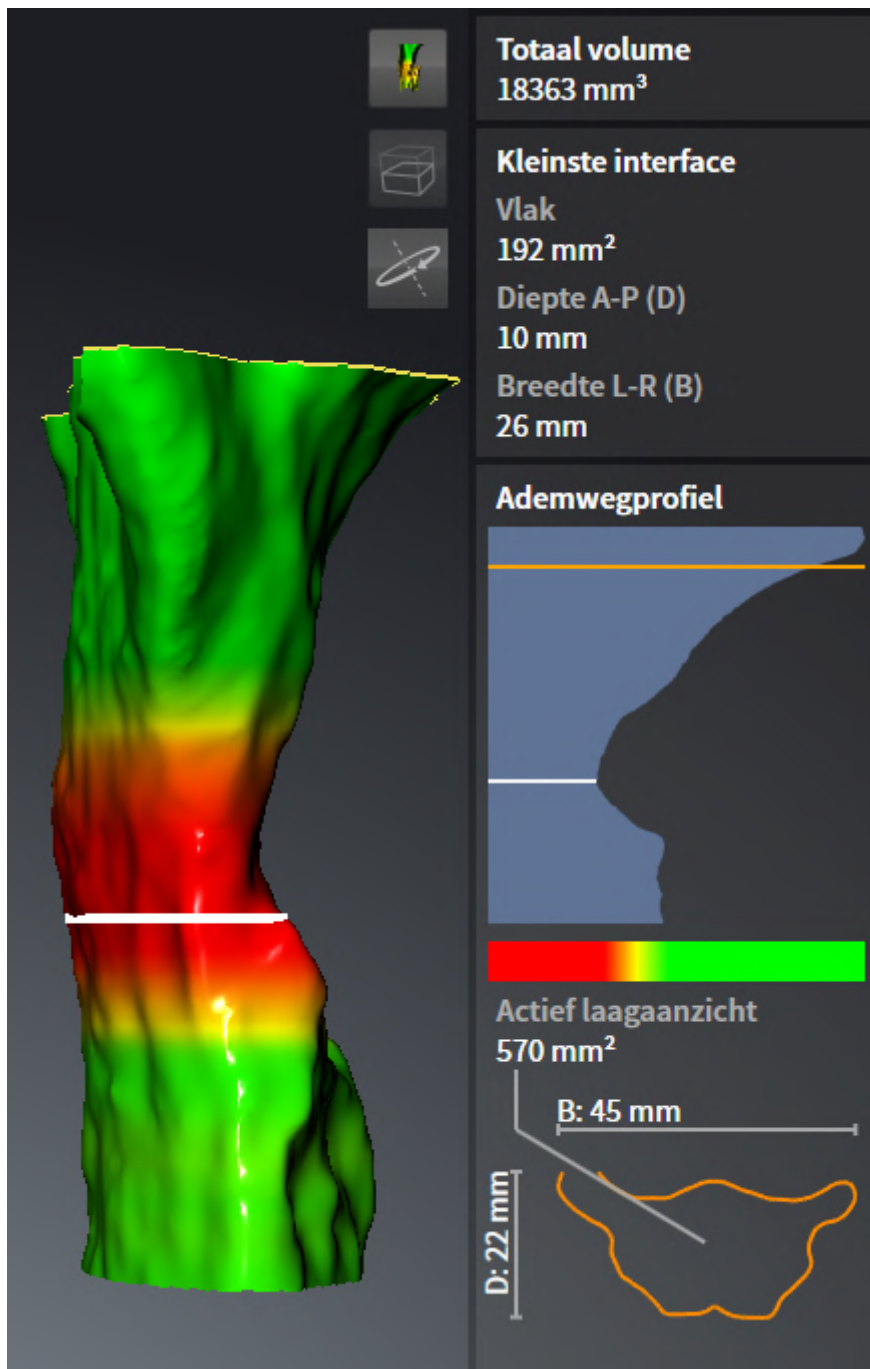 Totaal volume
18363 mm³
Kleinste interface
Vlak
192 mm²
Diepte A-P (D)
10 mm
Breedte L-R (B)
26 mm
Ademwegprofiel
Actief laagaanzicht
570 mm²
B: 45 mm
D: 22 mm